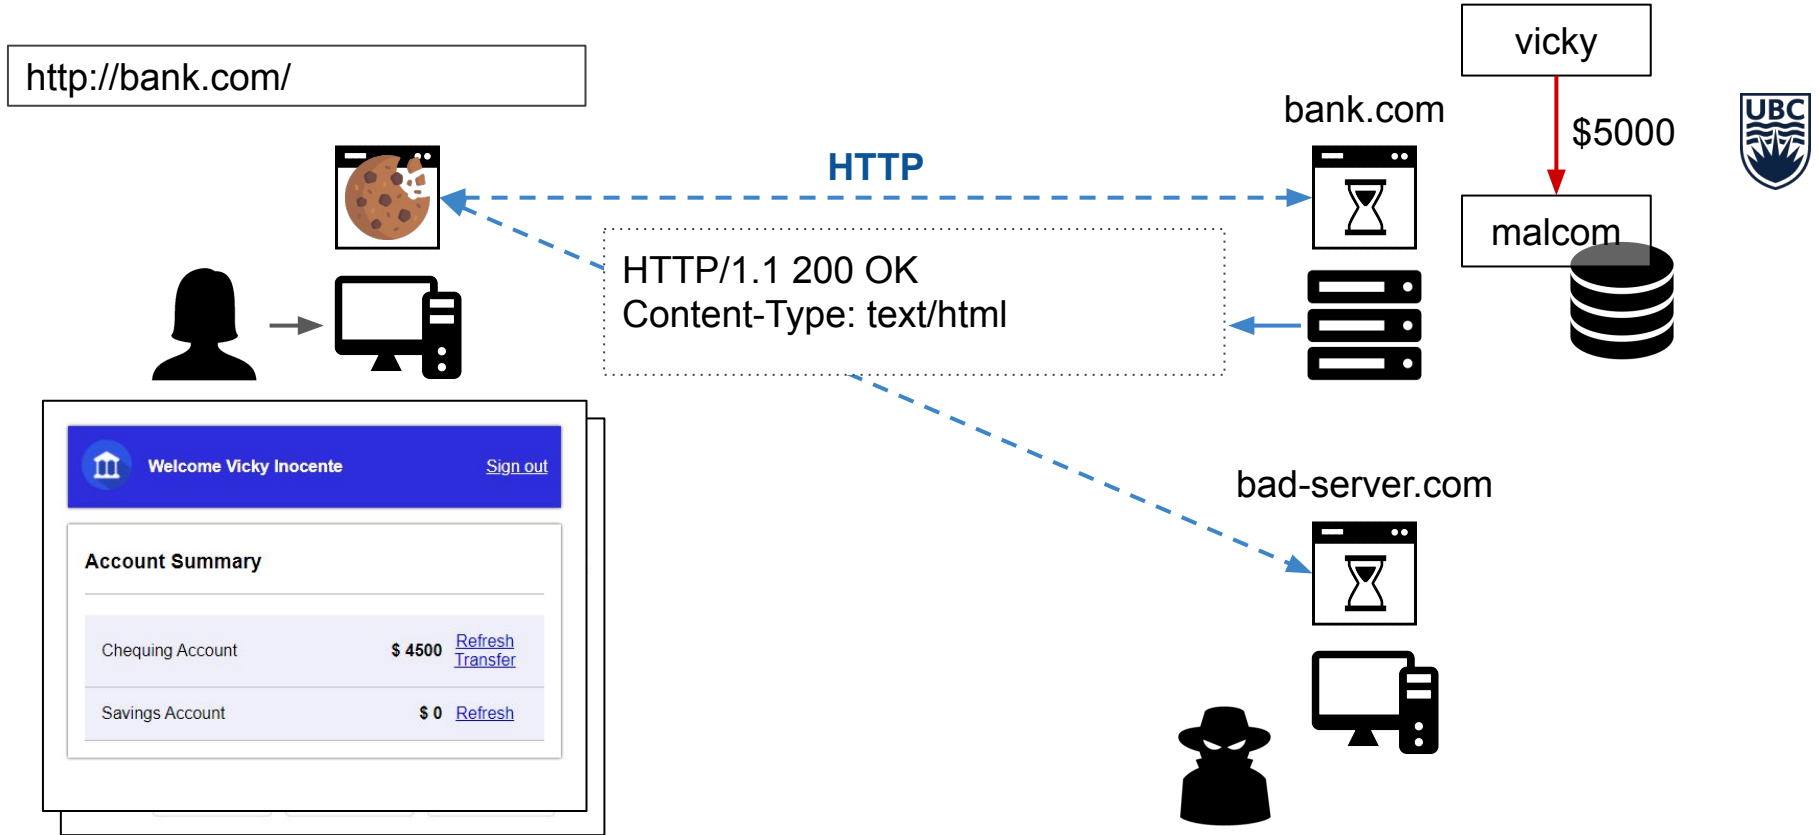 http://bank.com/
vicky
bank.com
$5000
UBC
HTTP
malcom
HTTP/1.1 200 OK
Content-Type: text/html
Welcome Vicky Inocente
Sign out
bad-server.com
Account Summary
Chequing Account
$ 4500
Refresh
Transfer
Savings Account
$ 0
Refresh